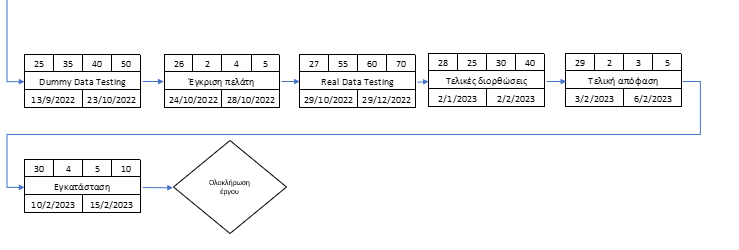 25 35 40 50
Dummy Data Testing
13/9/2022 23/10/2022
26 2 4 5
Έγκριση πελάτη
24/10/2022 28/10/2022
27 55 60 70
Real Data Testing
29/10/2022 29/12/2022
28 25 30 40
Τελικές διορθώσεις
2/1/2023 2/2/2023
29 2 3 5
Τελική απόφαση
3/2/2023 6/2/2023
30 4 5 10
Εγκατάσταση
10/2/2023 15/2/2023
Ολοκλήρωση
έργου